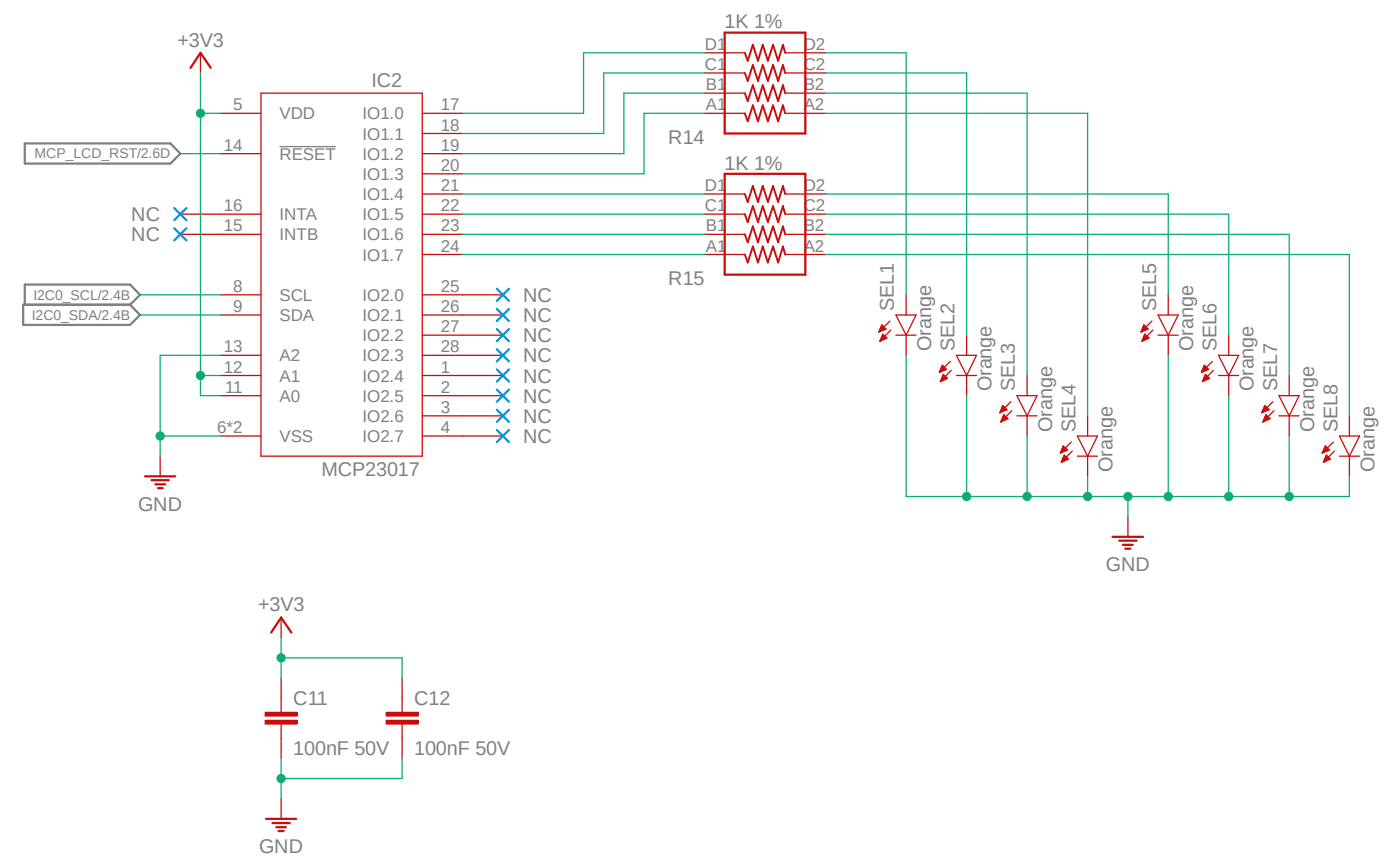 1K 1%
+3V3
D1
D2
C1
C2
B1
B2
A1
A2
R14
IC2
5
VDD
IO1.0
17
IO1.1
18
MCP_LCD_RST/2.6D
14
RESET
IO1.2
19
IO1.3
20
1K 1%
D1
D2
C1
C2
B1
B2
A1
A2
R15
IO1.4
21
NC
16
INTA
IO1.5
22
NC
15
INTB
IO1.6
23
IO1.7
24
I2C0_SCL/2.4B
8
SCL
IO2.0
25
NC
I2C0_SDA/2.4B
9
SDA
IO2.1
26
NC
IO2.2
27
NC
13
A2
IO2.3
28
NC
12
A1
IO2.4
1
NC
11
A0
IO2.5
2
NC
IO2.6
3
NC
6*2
VSS
IO2.7
4
NC
MCP23017
GND
SEL1
Orange
SEL2
Orange
SEL3
Orange
SEL4
Orange
SEL5
Orange
SEL6
Orange
SEL7
Orange
SEL8
Orange
GND
+3V3
C11
100nF 50V
C12
100nF 50V
GND